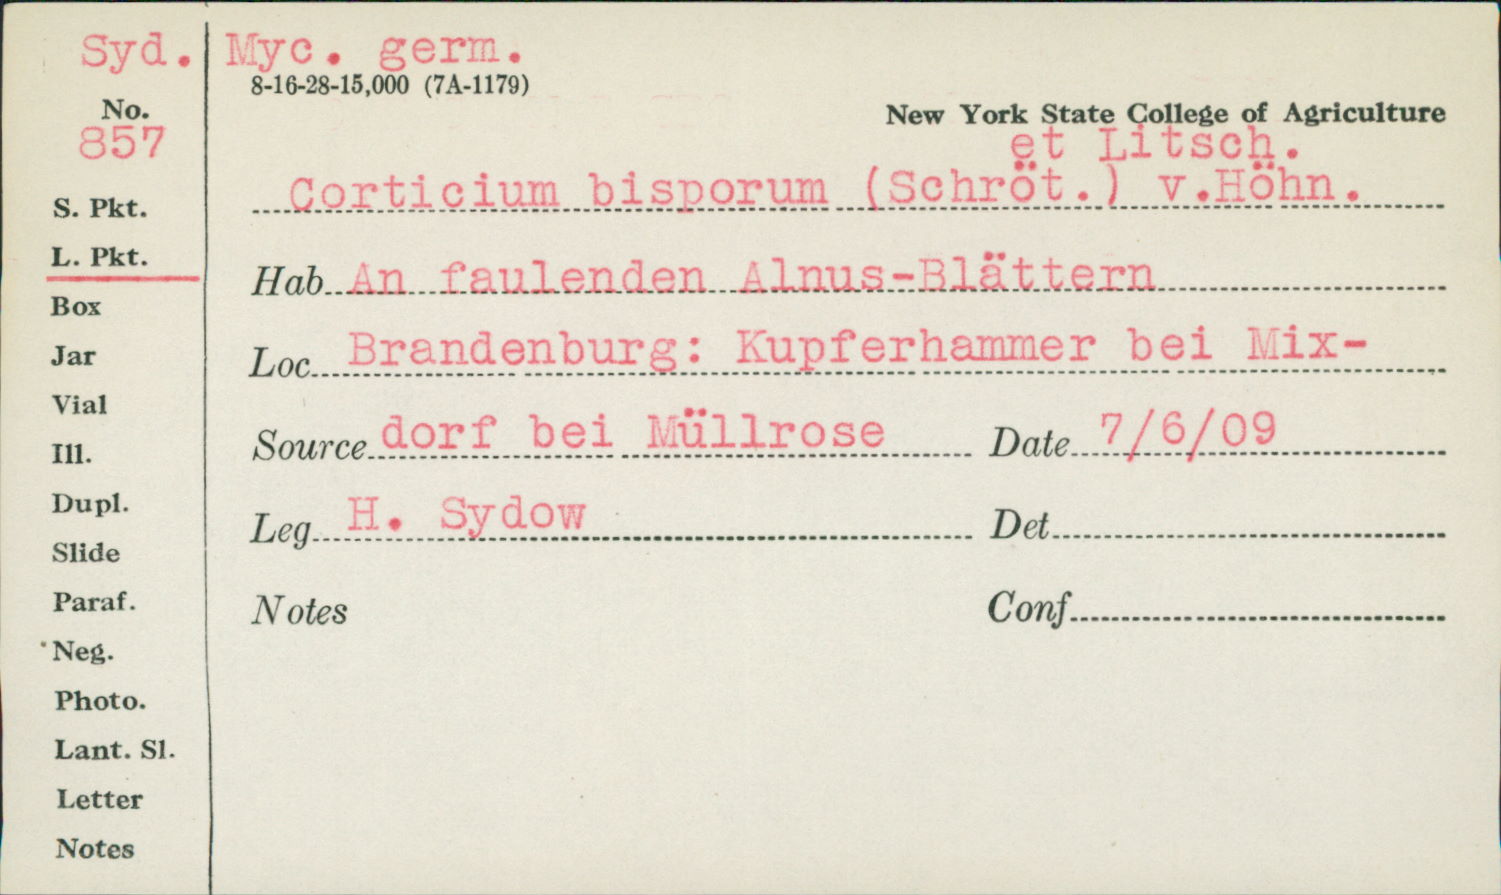 Syd. Myc. germ.
8-16-28-15,000 (7A-1179)
No.
857
New York State College of Agriculture
et Litsch.
Corticium bisporum (Schröt.) v.Höhn.
S. Pkt.
L. Pkt.
Box
Jar
Vial
Ill.
Dupl.
Slide
Paraf.
Neg.
Photo.
Lant. Sl.
Letter
Notes
Hab An faulenden Alnus-Blättern
Loc Brandenburg: Kupferhammer bei Mix-
Source dorf bei Müllrose Date 7/6/09
Leg H. Sydow Det
Notes Conf